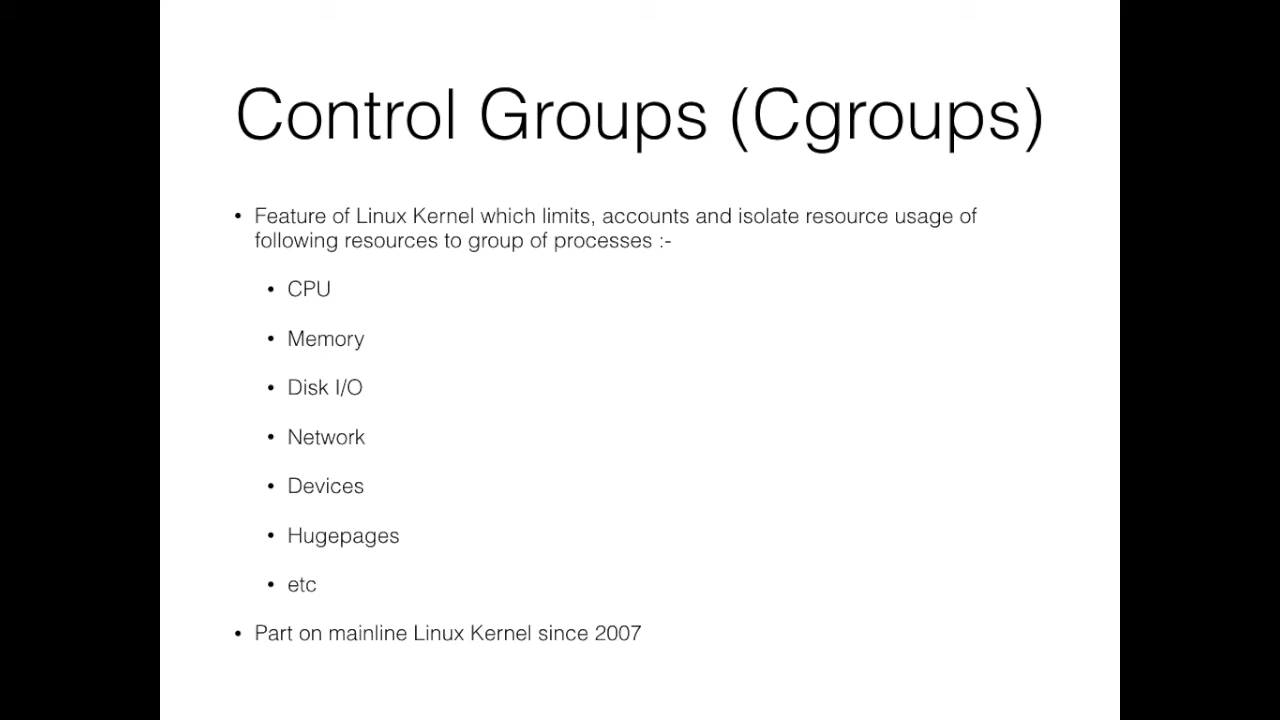 Control Groups (Cgroups)
• Feature of Linux Kernel which limits, accounts and isolate resource usage of
following resources to group of processes :-
• CPU
• Memory
• Disk I/O
• Network
• Devices
• Hugepages
• etc
• Part on mainline Linux Kernel since 2007